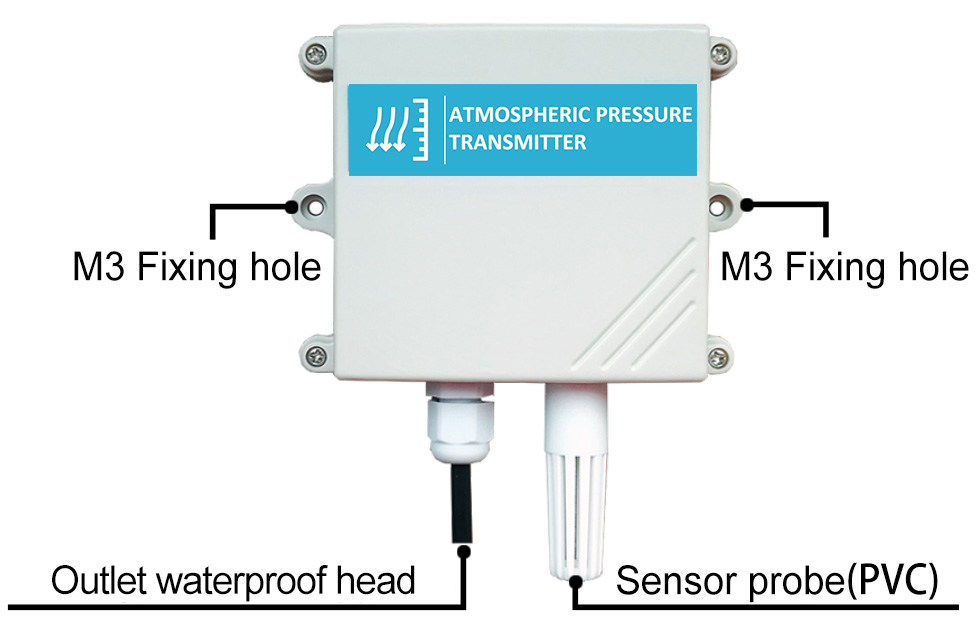 ATMOSPHERIC PRESSURE
TRANSMITTER
M3 Fixing hole
M3 Fixing hole
Outlet waterproof head
Sensor probe(PVC)